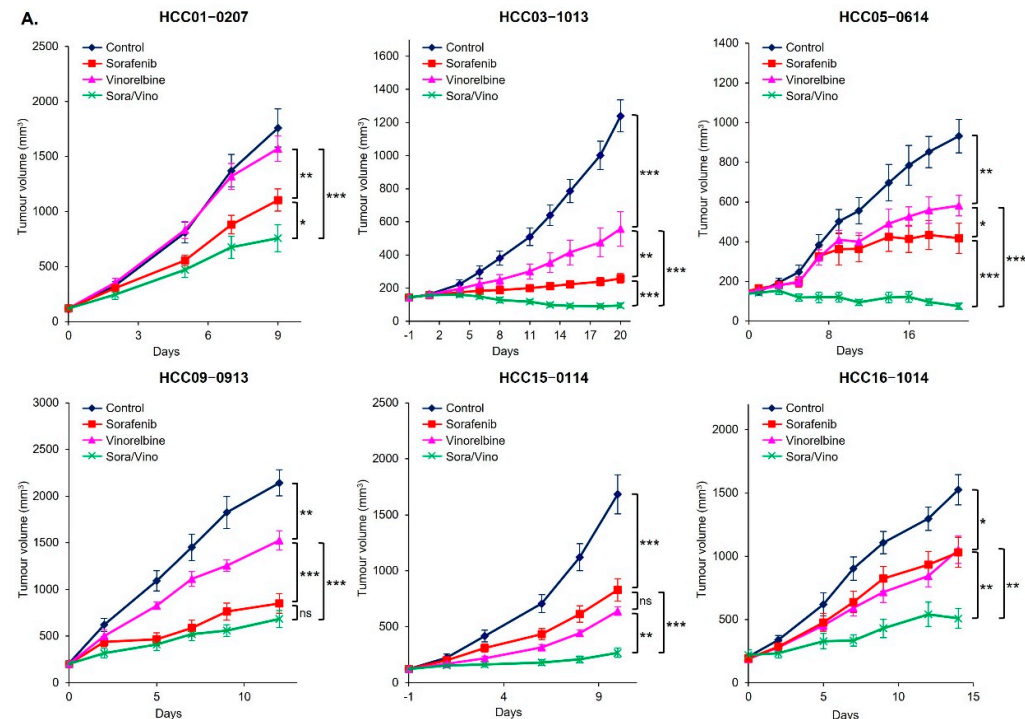 A.
HCC01−0207
Tumour volume (mm³)
2500
2000
1500
1000
500
0
Control
Sorafenib
Vinorelbine
Sora/Vino
**
*
***
0 3 6 9
Days
HCC03−1013
Tumour volume (mm³)
1600
1400
1200
1000
800
600
400
200
0
Control
Sorafenib
Vinorelbine
Sora/Vino
***
**
***
***
-1 2 5 8 11 14 17 20
Days
HCC05−0614
Tumour volume (mm³)
1400
1200
1000
800
600
400
200
0
Control
Sorafenib
Vinorelbine
Sora/Vino
**
*
***
***
0 8 16
Days
HCC09−0913
Tumour volume (mm³)
3000
2500
2000
1500
1000
500
0
Control
Sorafenib
Vinorelbine
Sora/Vino
**
***
***
ns
0 5 10
Days
HCC15−0114
Tumour volume (mm³)
2500
2000
1500
1000
500
0
Control
Sorafenib
Vinorelbine
Sora/Vino
***
ns
***
**
-1 4 9
Days
HCC16−1014
Tumour volume (mm³)
2000
1500
1000
500
0
Control
Sorafenib
Vinorelbine
Sora/Vino
*
**
**
0 5 10 15
Days